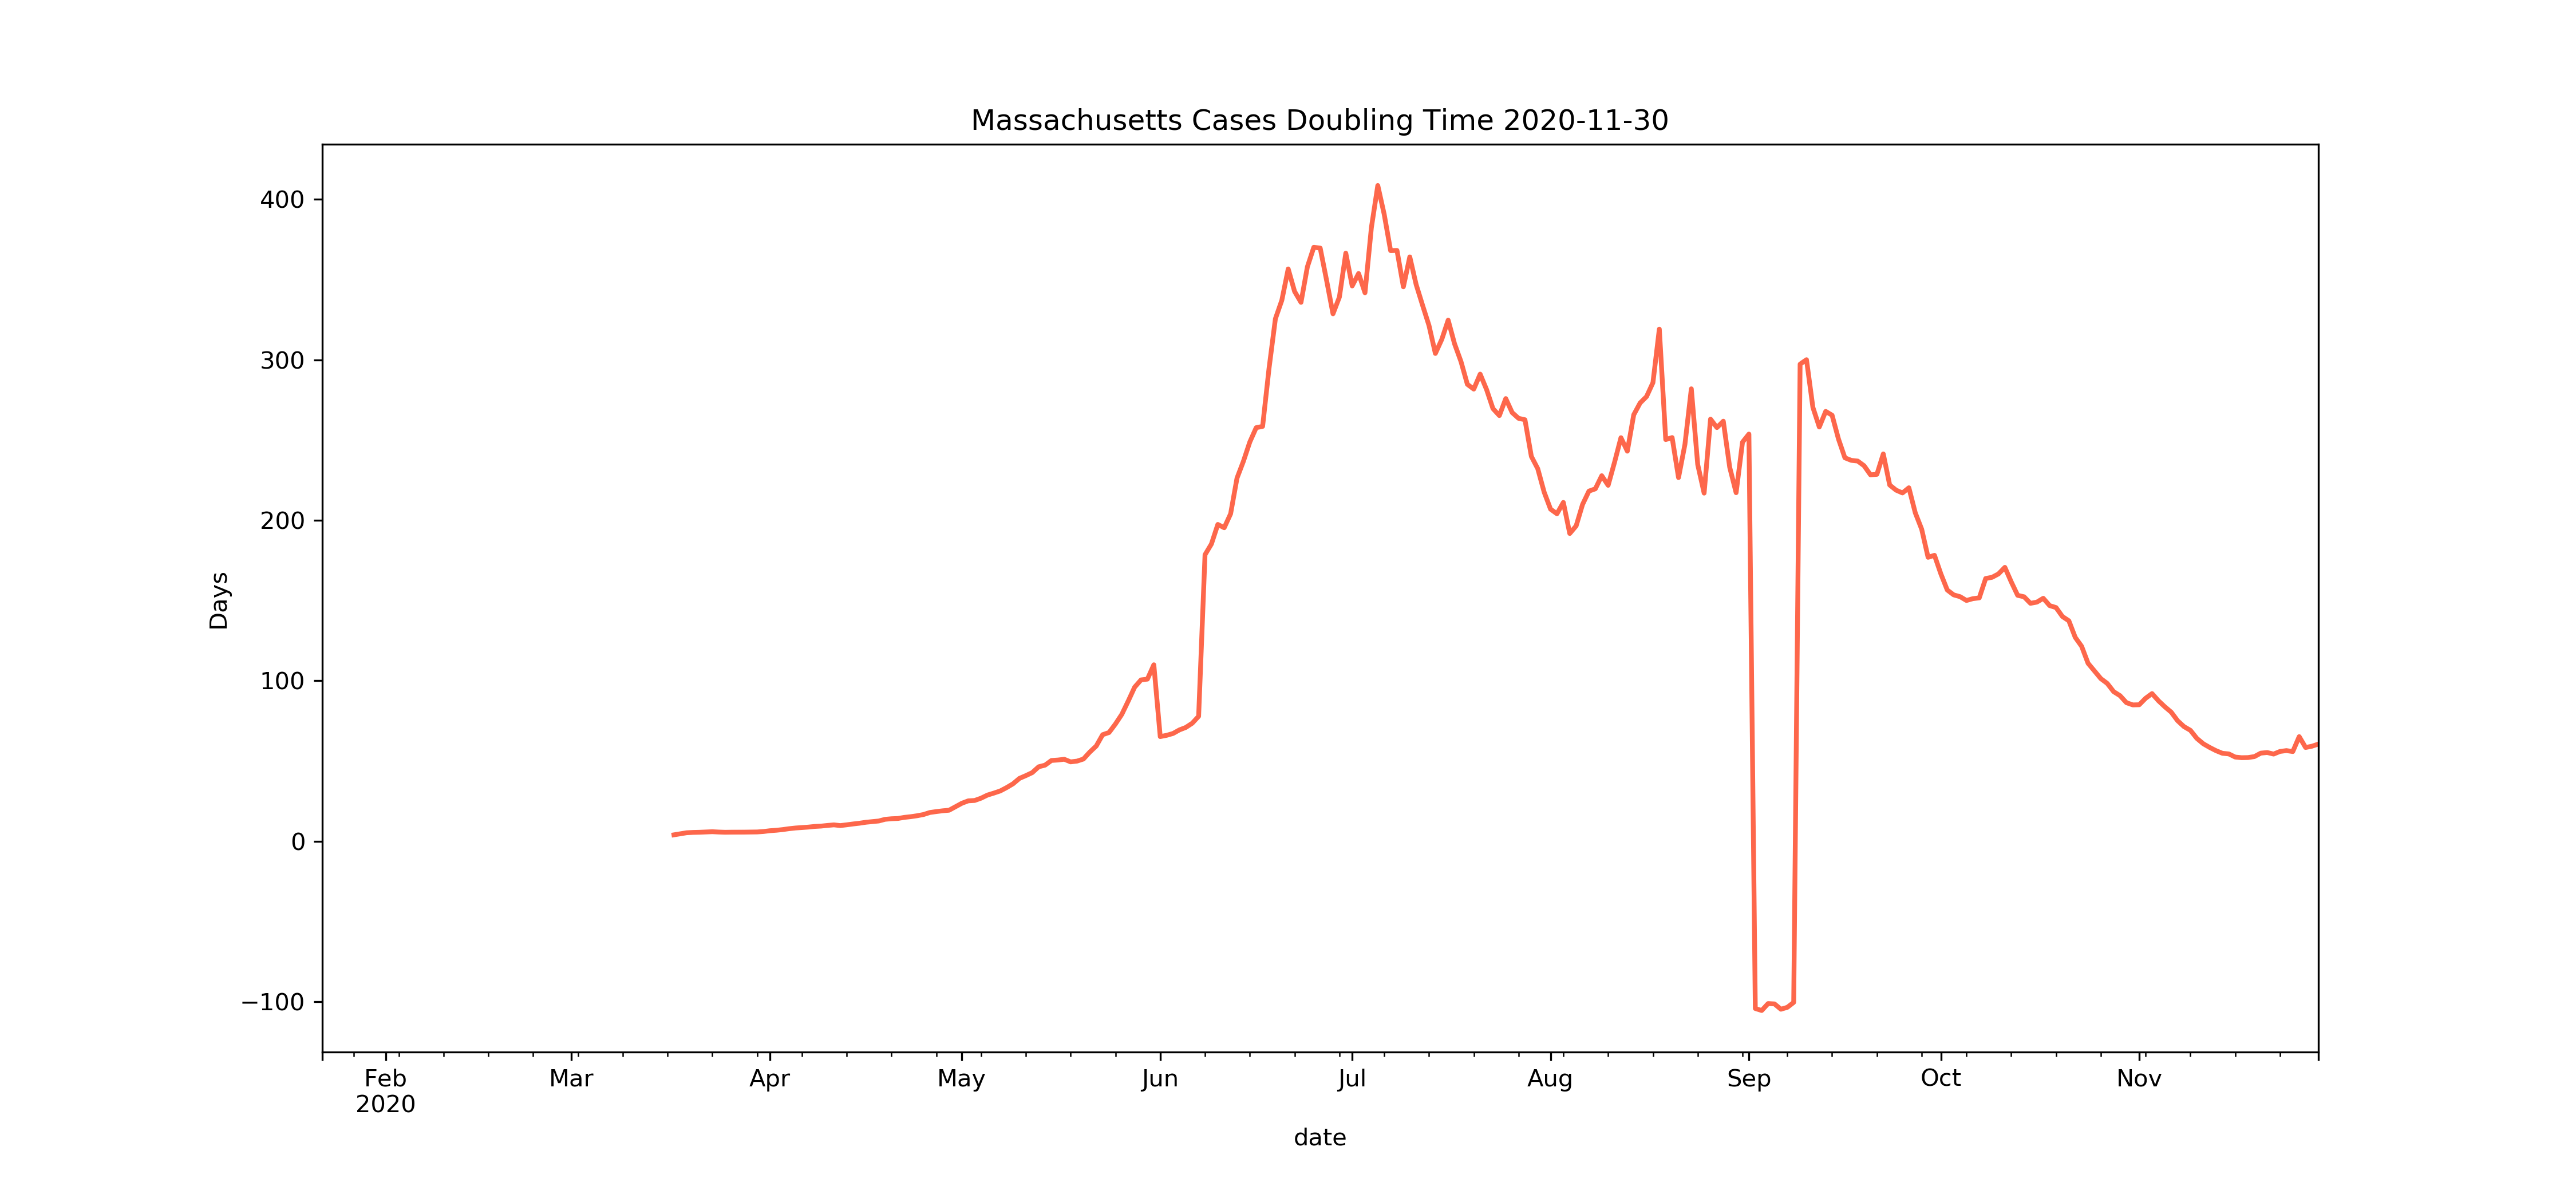 Massachusetts Cases Doubling Time 2020-11-30
400
300
200
100
0
−100
Days
Feb Mar Apr May Jun Jul Aug Sep Oct Nov
2020
date